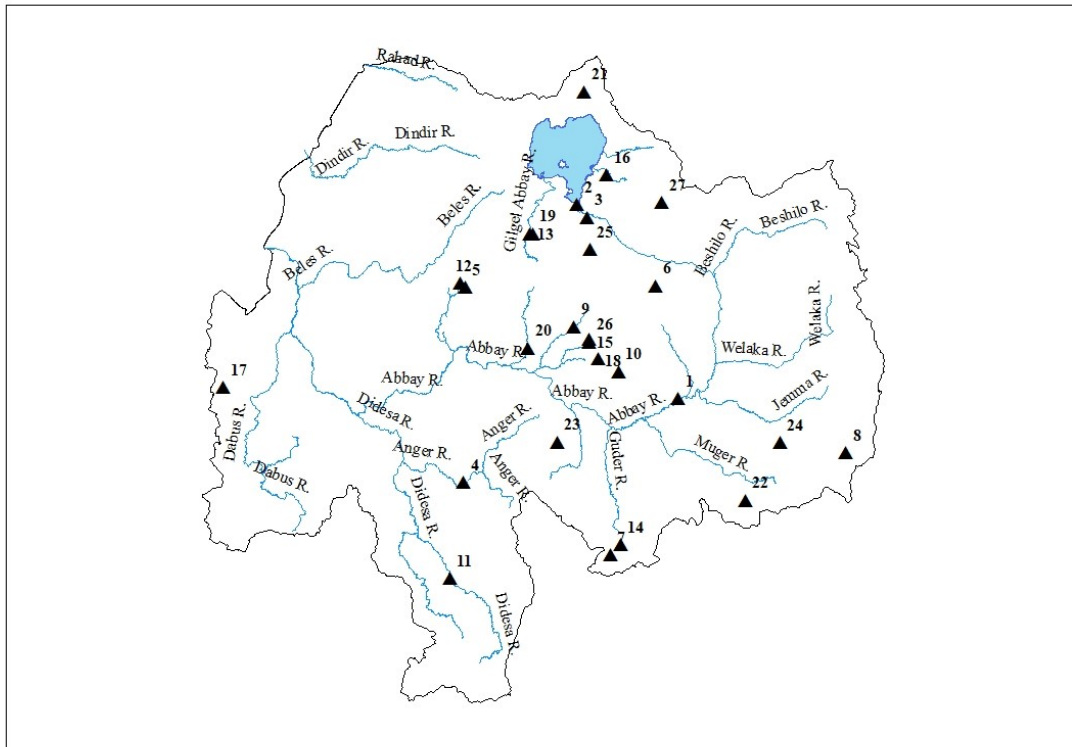 Rahad R.
21
Dindir R.
Dindir R.
16
Gilgel Abbay R.
2
27
3
Beles R.
19
13
25
Beshilo R.
Beshilo R.
Beles R.
12
5
6
Welaka R.
9
26
20
15
Abbay R.
18
10
Welaka R.
17
Abbay R.
Abbay R.
1
Jemma R.
Didesa R.
Abbay R.
Dabus R.
Anger R.
23
Guder R.
24
Muger R.
8
Anger R.
4
Anger R.
Dabus R.
Didesa R.
22
14
7
11
Didesa R.